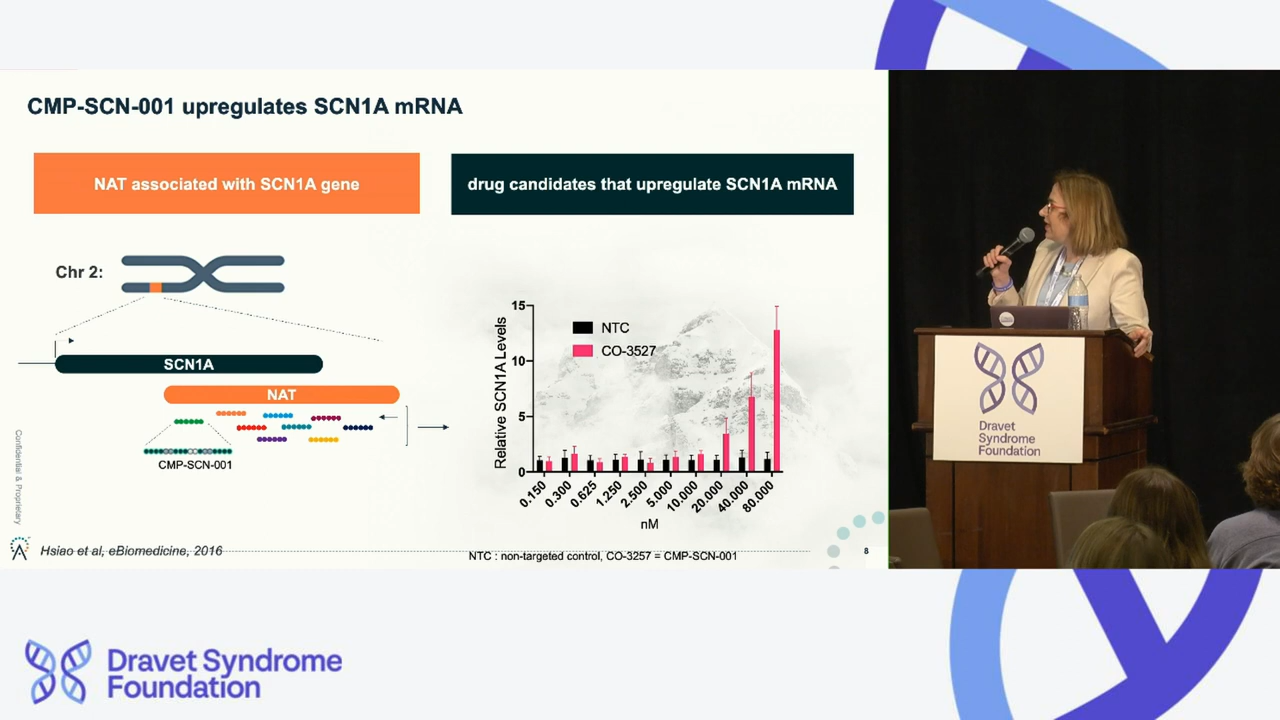 CMP-SCN-001 upregulates SCN1A mRNA
NAT associated with SCN1A gene
drug candidates that upregulate SCN1A mRNA
Chr 2:
SCN1A
NAT
CMP-SCN-001
Relative SCN1A Levels
15
10
5
0
NTC
CO-3527
0.150
0.300
0.625
1.250
2.500
5.000
10.000
20.000
40.000
80.000
nM
Confidential & Proprietary
Hsiao et al, eBiomedicine, 2016
NTC : non-targeted control, CO-3257 = CMP-SCN-001
8
Dravet
Syndrome
Foundation
Dravet Syndrome
Foundation